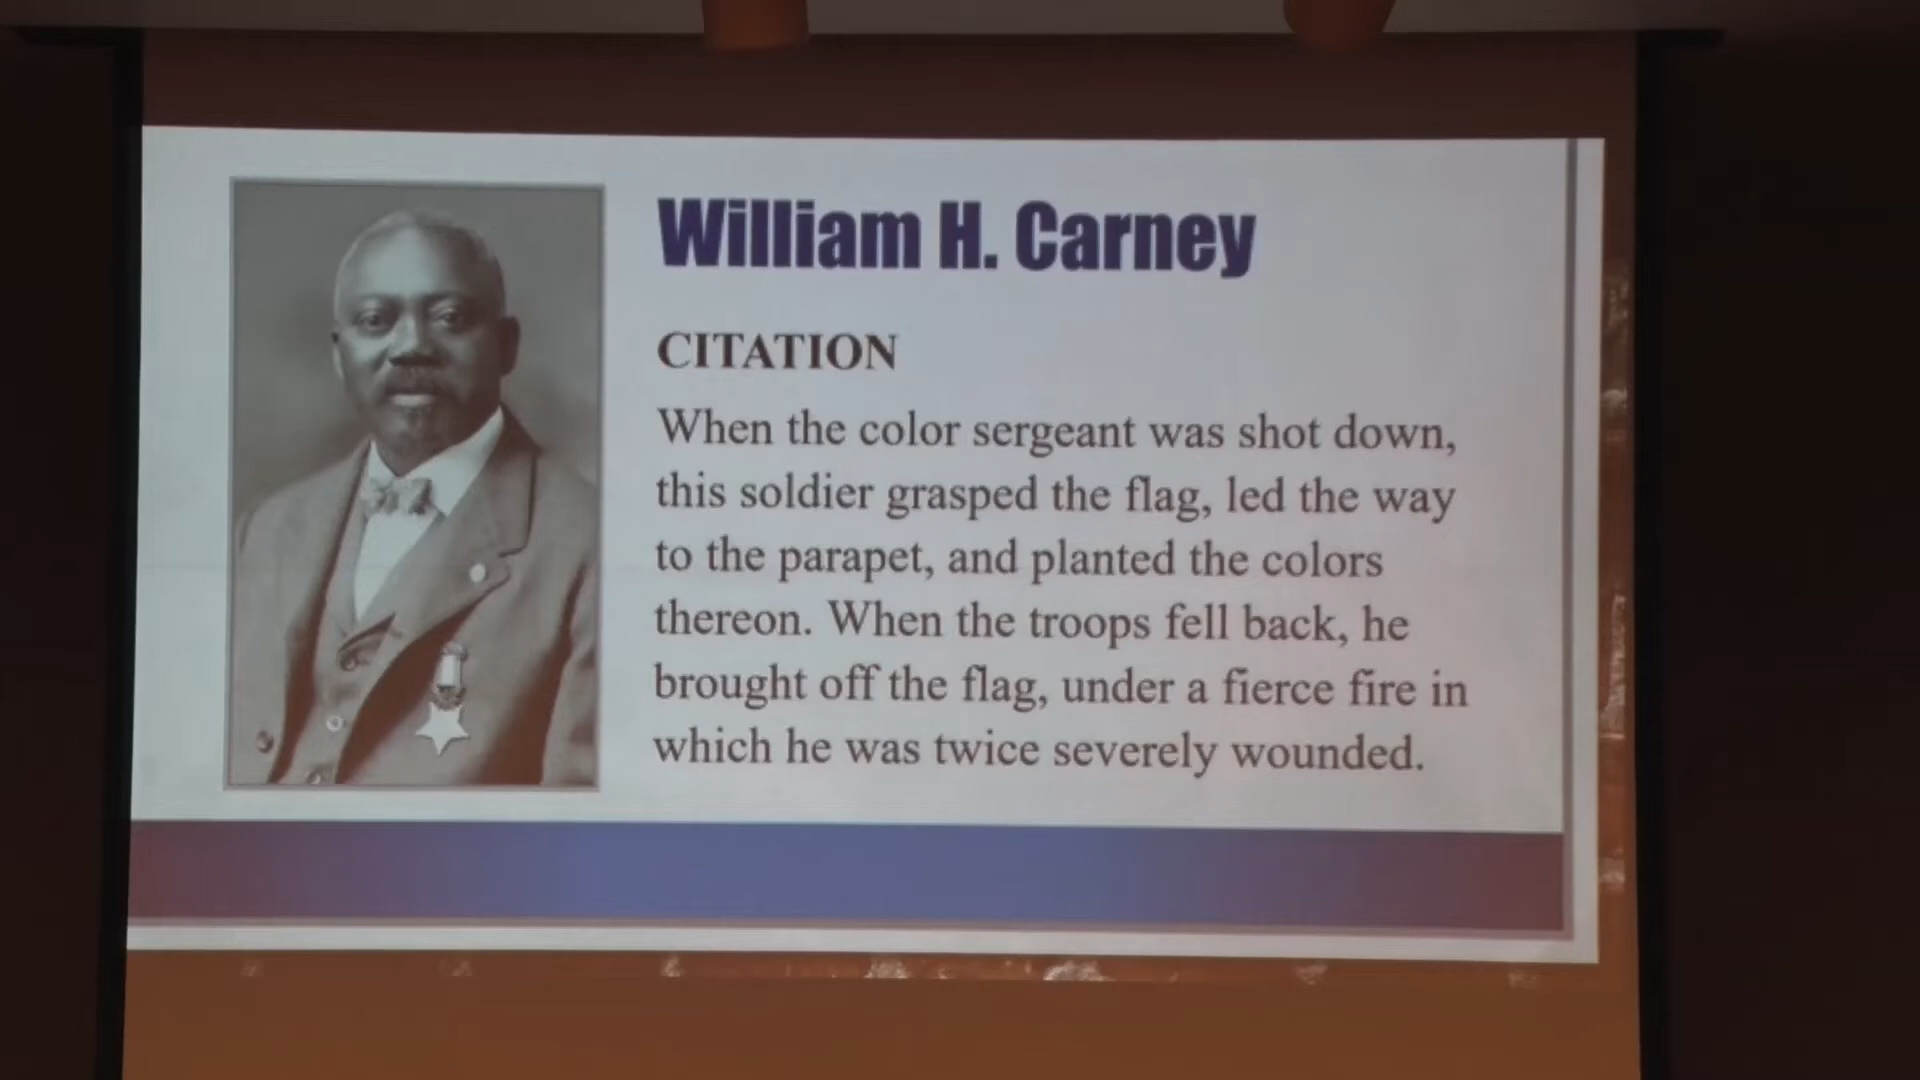 William H. Carney
CITATION
When the color sergeant was shot down,
this soldier grasped the flag, led the way
to the parapet, and planted the colors
thereon. When the troops fell back, he
brought off the flag, under a fierce fire in
which he was twice severely wounded.